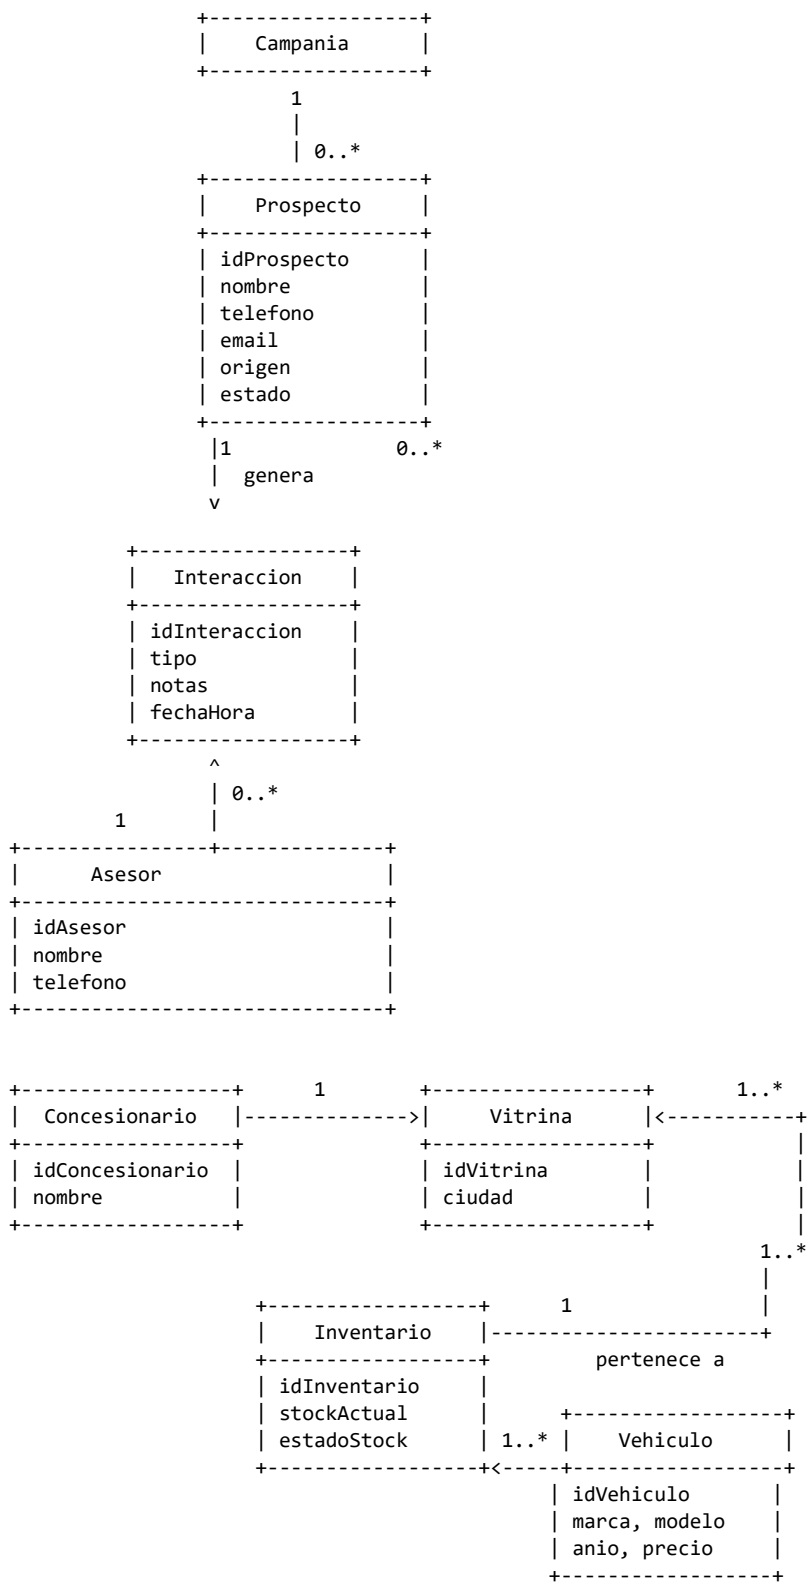 Campania
1
0..*
Prospecto
idProspecto
nombre
telefono
email
origen
estado
1 0..*
genera
v
Interaccion
idInteraccion
tipo
notas
fechaHora
^
0..*
1
Asesor
idAsesor
nombre
telefono
1 1..*
Concesionario Vitrina
idConcesionario idVitrina
nombre ciudad
1..*
1
Inventario
pertenece a
idInventario
stockActual
estadoStock 1..* Vehiculo
idVehiculo
marca, modelo
anio, precio